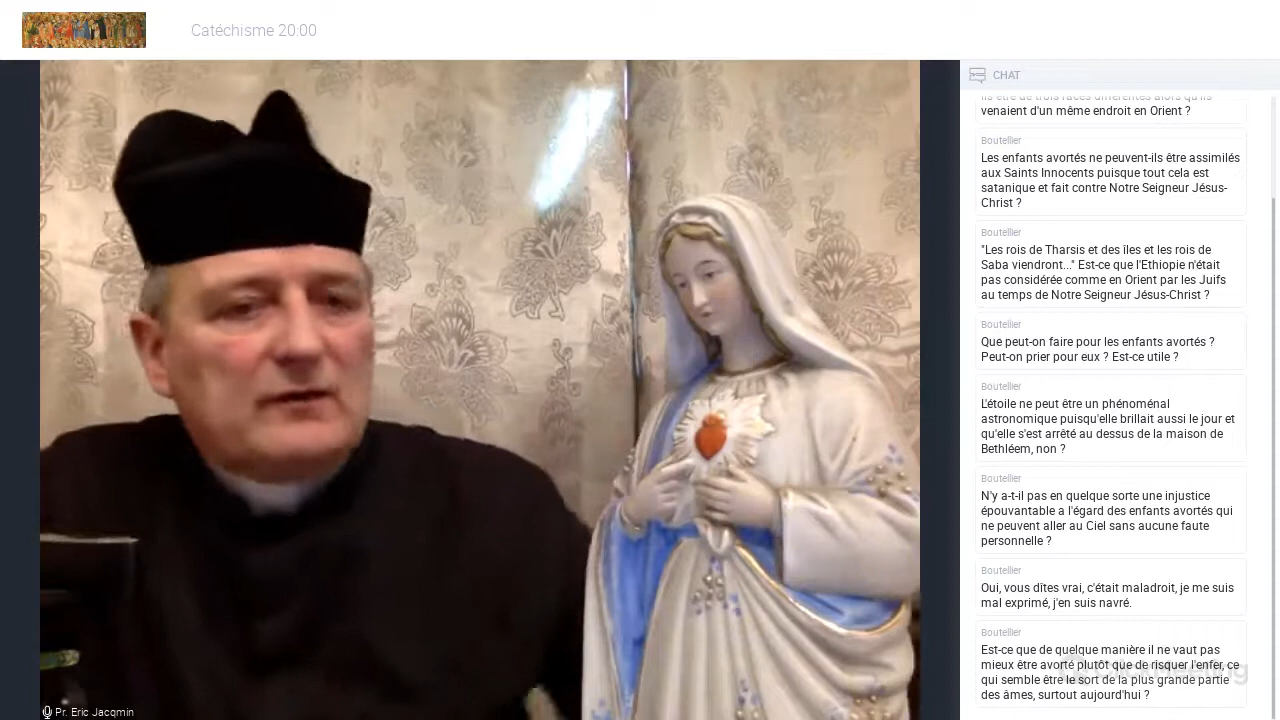 Catéchisme 20:00
CHAT
ils être de trois races différentes alors qu'ils
venaient d'un même endroit en Orient ?
Boutellier
Les enfants avortés ne peuvent-ils être assimilés
aux Saints Innocents puisque tout cela est
satanique et fait contre Notre Seigneur Jésus-
Christ ?
Boutellier
"Les rois de Tharsis et des îles et les rois de
Saba viendront..." Est-ce que l'Ethiopie n'était
pas considérée comme en Orient par les Juifs
au temps de Notre Seigneur Jésus-Christ ?
Boutellier
Que peut-on faire pour les enfants avortés ?
Peut-on prier pour eux ? Est-ce utile ?
Boutellier
L'étoile ne peut être un phénoménal
astronomique puisqu'elle brillait aussi le jour et
qu'elle s'est arrêté au dessus de la maison de
Bethléem, non ?
Boutellier
N'y a-t-il pas en quelque sorte une injustice
épouvantable a l'égard des enfants avortés qui
ne peuvent aller au Ciel sans aucune faute
personnelle ?
Boutellier
Oui, vous dîtes vrai, c'était maladroit, je me suis
mal exprimé, j'en suis navré.
Boutellier
Est-ce que de quelque manière il ne vaut pas
mieux être avorté plutôt que de risquer l'enfer, ce
qui semble être le sort de la plus grande partie
des âmes, surtout aujourd'hui ?
Pr. Eric Jacqmin